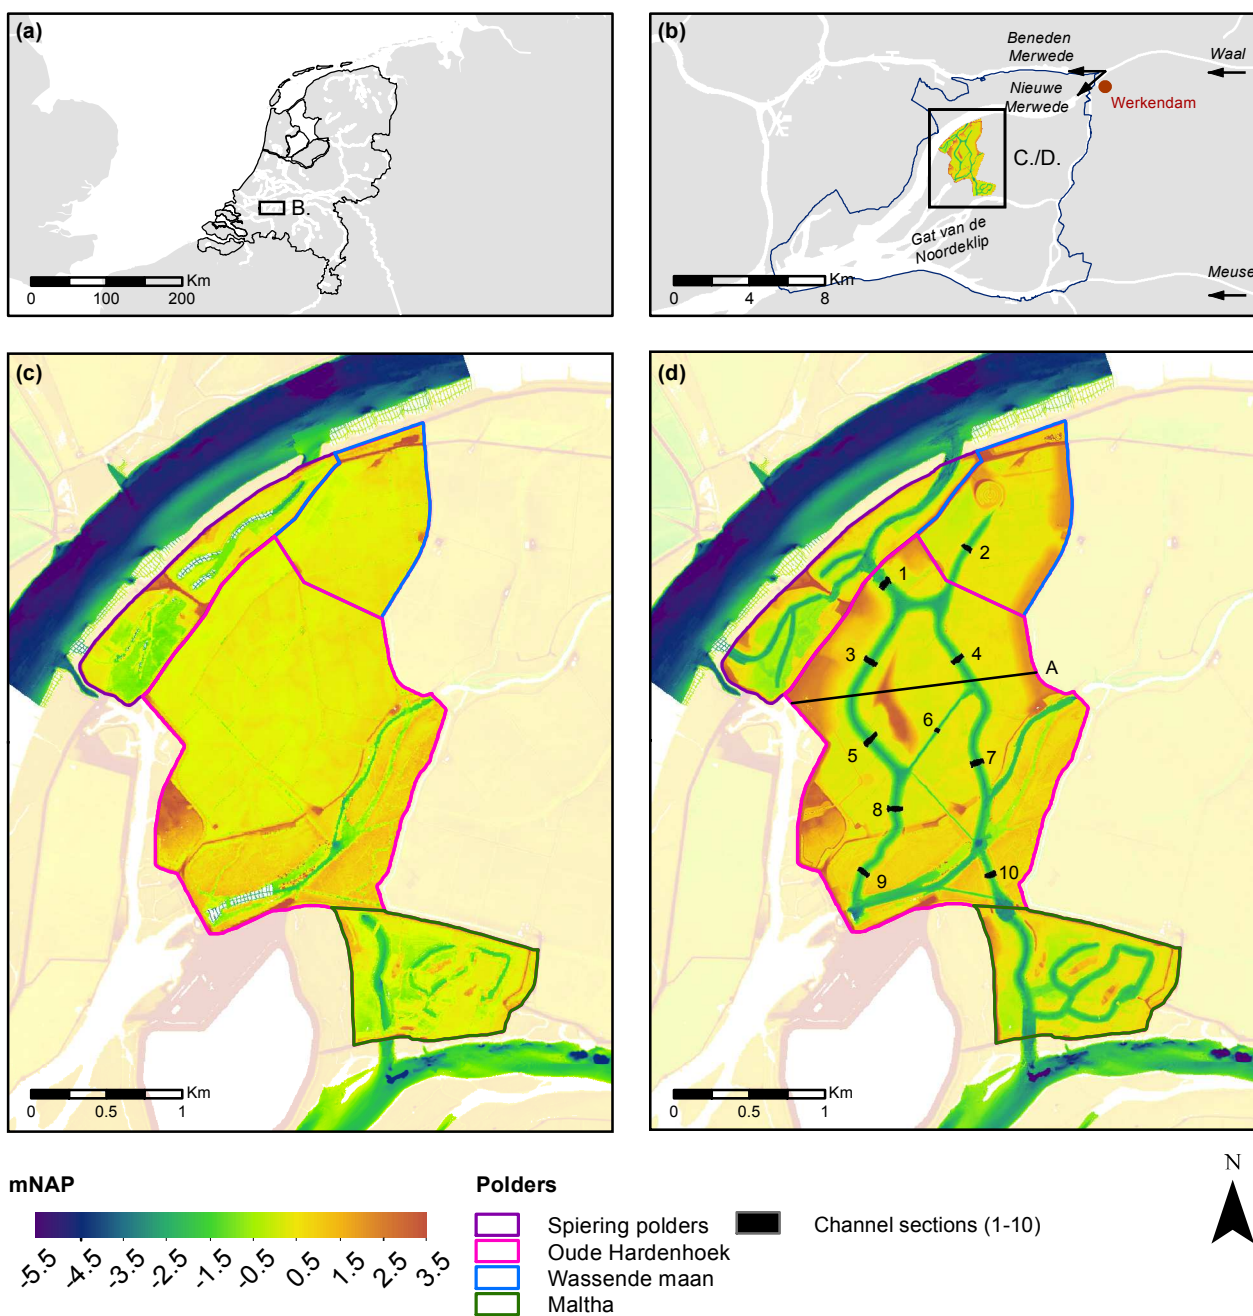 (a)
B.
Km
0 100 200
(b)
Beneden
Merwede
Waal
Nieuwe
Merwede
Werkendam
C./D.
Gat van de
Noordeklip
Meuse
Km
0 4 8
(c)
Km
0 0.5 1
(d)
2
1
3
4
A
6
5
7
8
9
10
Km
0 0.5 1
mNAP
-5.5 -4.5 -3.5 -2.5 -1.5 -0.5 0.5 1.5 2.5 3.5
Polders
Spiering polders
Oude Hardenhoek
Wassende maan
Maltha
Channel sections (1-10)
N